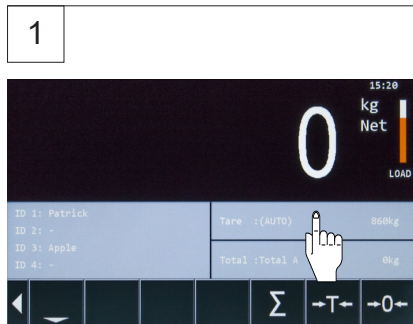 1
15:20
0 kg
Net
LOAD
ID 1: Patrick
ID 2: -
ID 3: Apple
ID 4: -
Tare :(AUTO) 860kg
Total :Total A 0kg
Σ →T← →0←